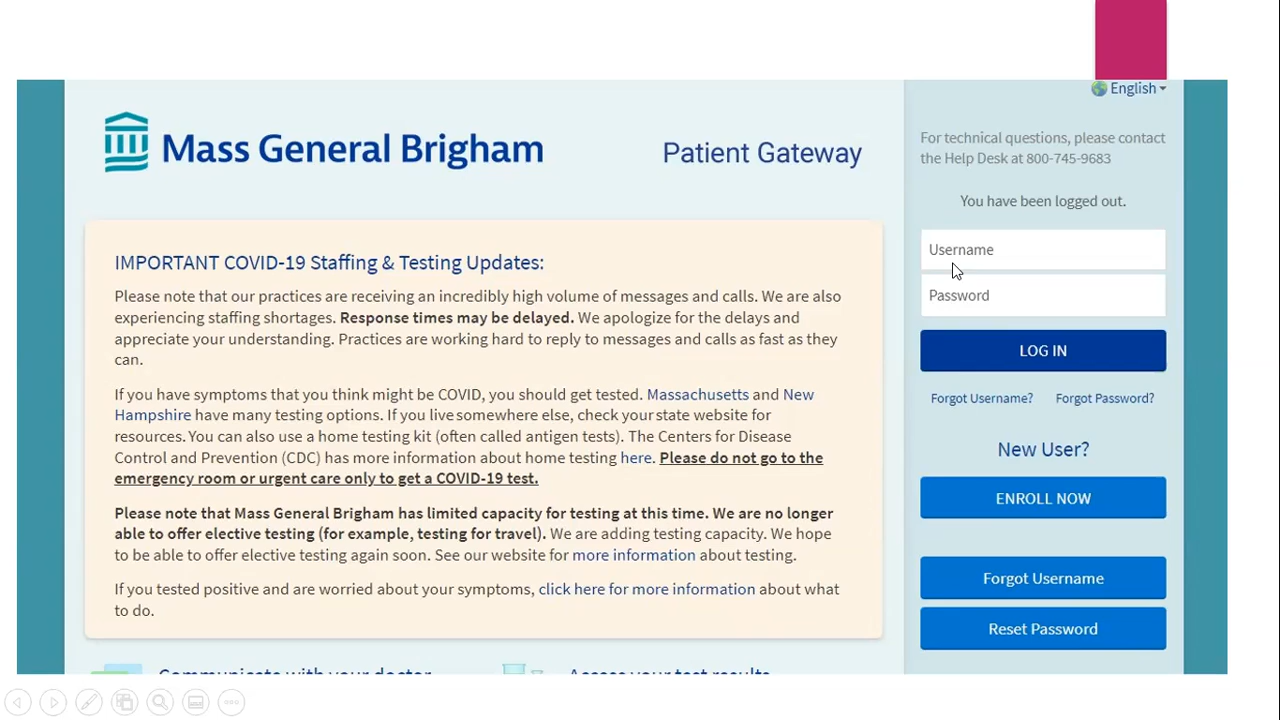 English
Mass General Brigham
Patient Gateway
For technical questions, please contact
the Help Desk at 800-745-9683
You have been logged out.
Username
Password
LOG IN
Forgot Username? Forgot Password?
New User?
ENROLL NOW
Forgot Username
Reset Password
IMPORTANT COVID-19 Staffing & Testing Updates:
Please note that our practices are receiving an incredibly high volume of messages and calls. We are also
experiencing staffing shortages. Response times may be delayed. We apologize for the delays and
appreciate your understanding. Practices are working hard to reply to messages and calls as fast as they
can.
If you have symptoms that you think might be COVID, you should get tested. Massachusetts and New
Hampshire have many testing options. If you live somewhere else, check your state website for
resources. You can also use a home testing kit (often called antigen tests). The Centers for Disease
Control and Prevention (CDC) has more information about home testing here. Please do not go to the
emergency room or urgent care only to get a COVID-19 test.
Please note that Mass General Brigham has limited capacity for testing at this time. We are no longer
able to offer elective testing (for example, testing for travel). We are adding testing capacity. We hope
to be able to offer elective testing again soon. See our website for more information about testing.
If you tested positive and are worried about your symptoms, click here for more information about what
to do.
Communicate with your doctor
Access your test results